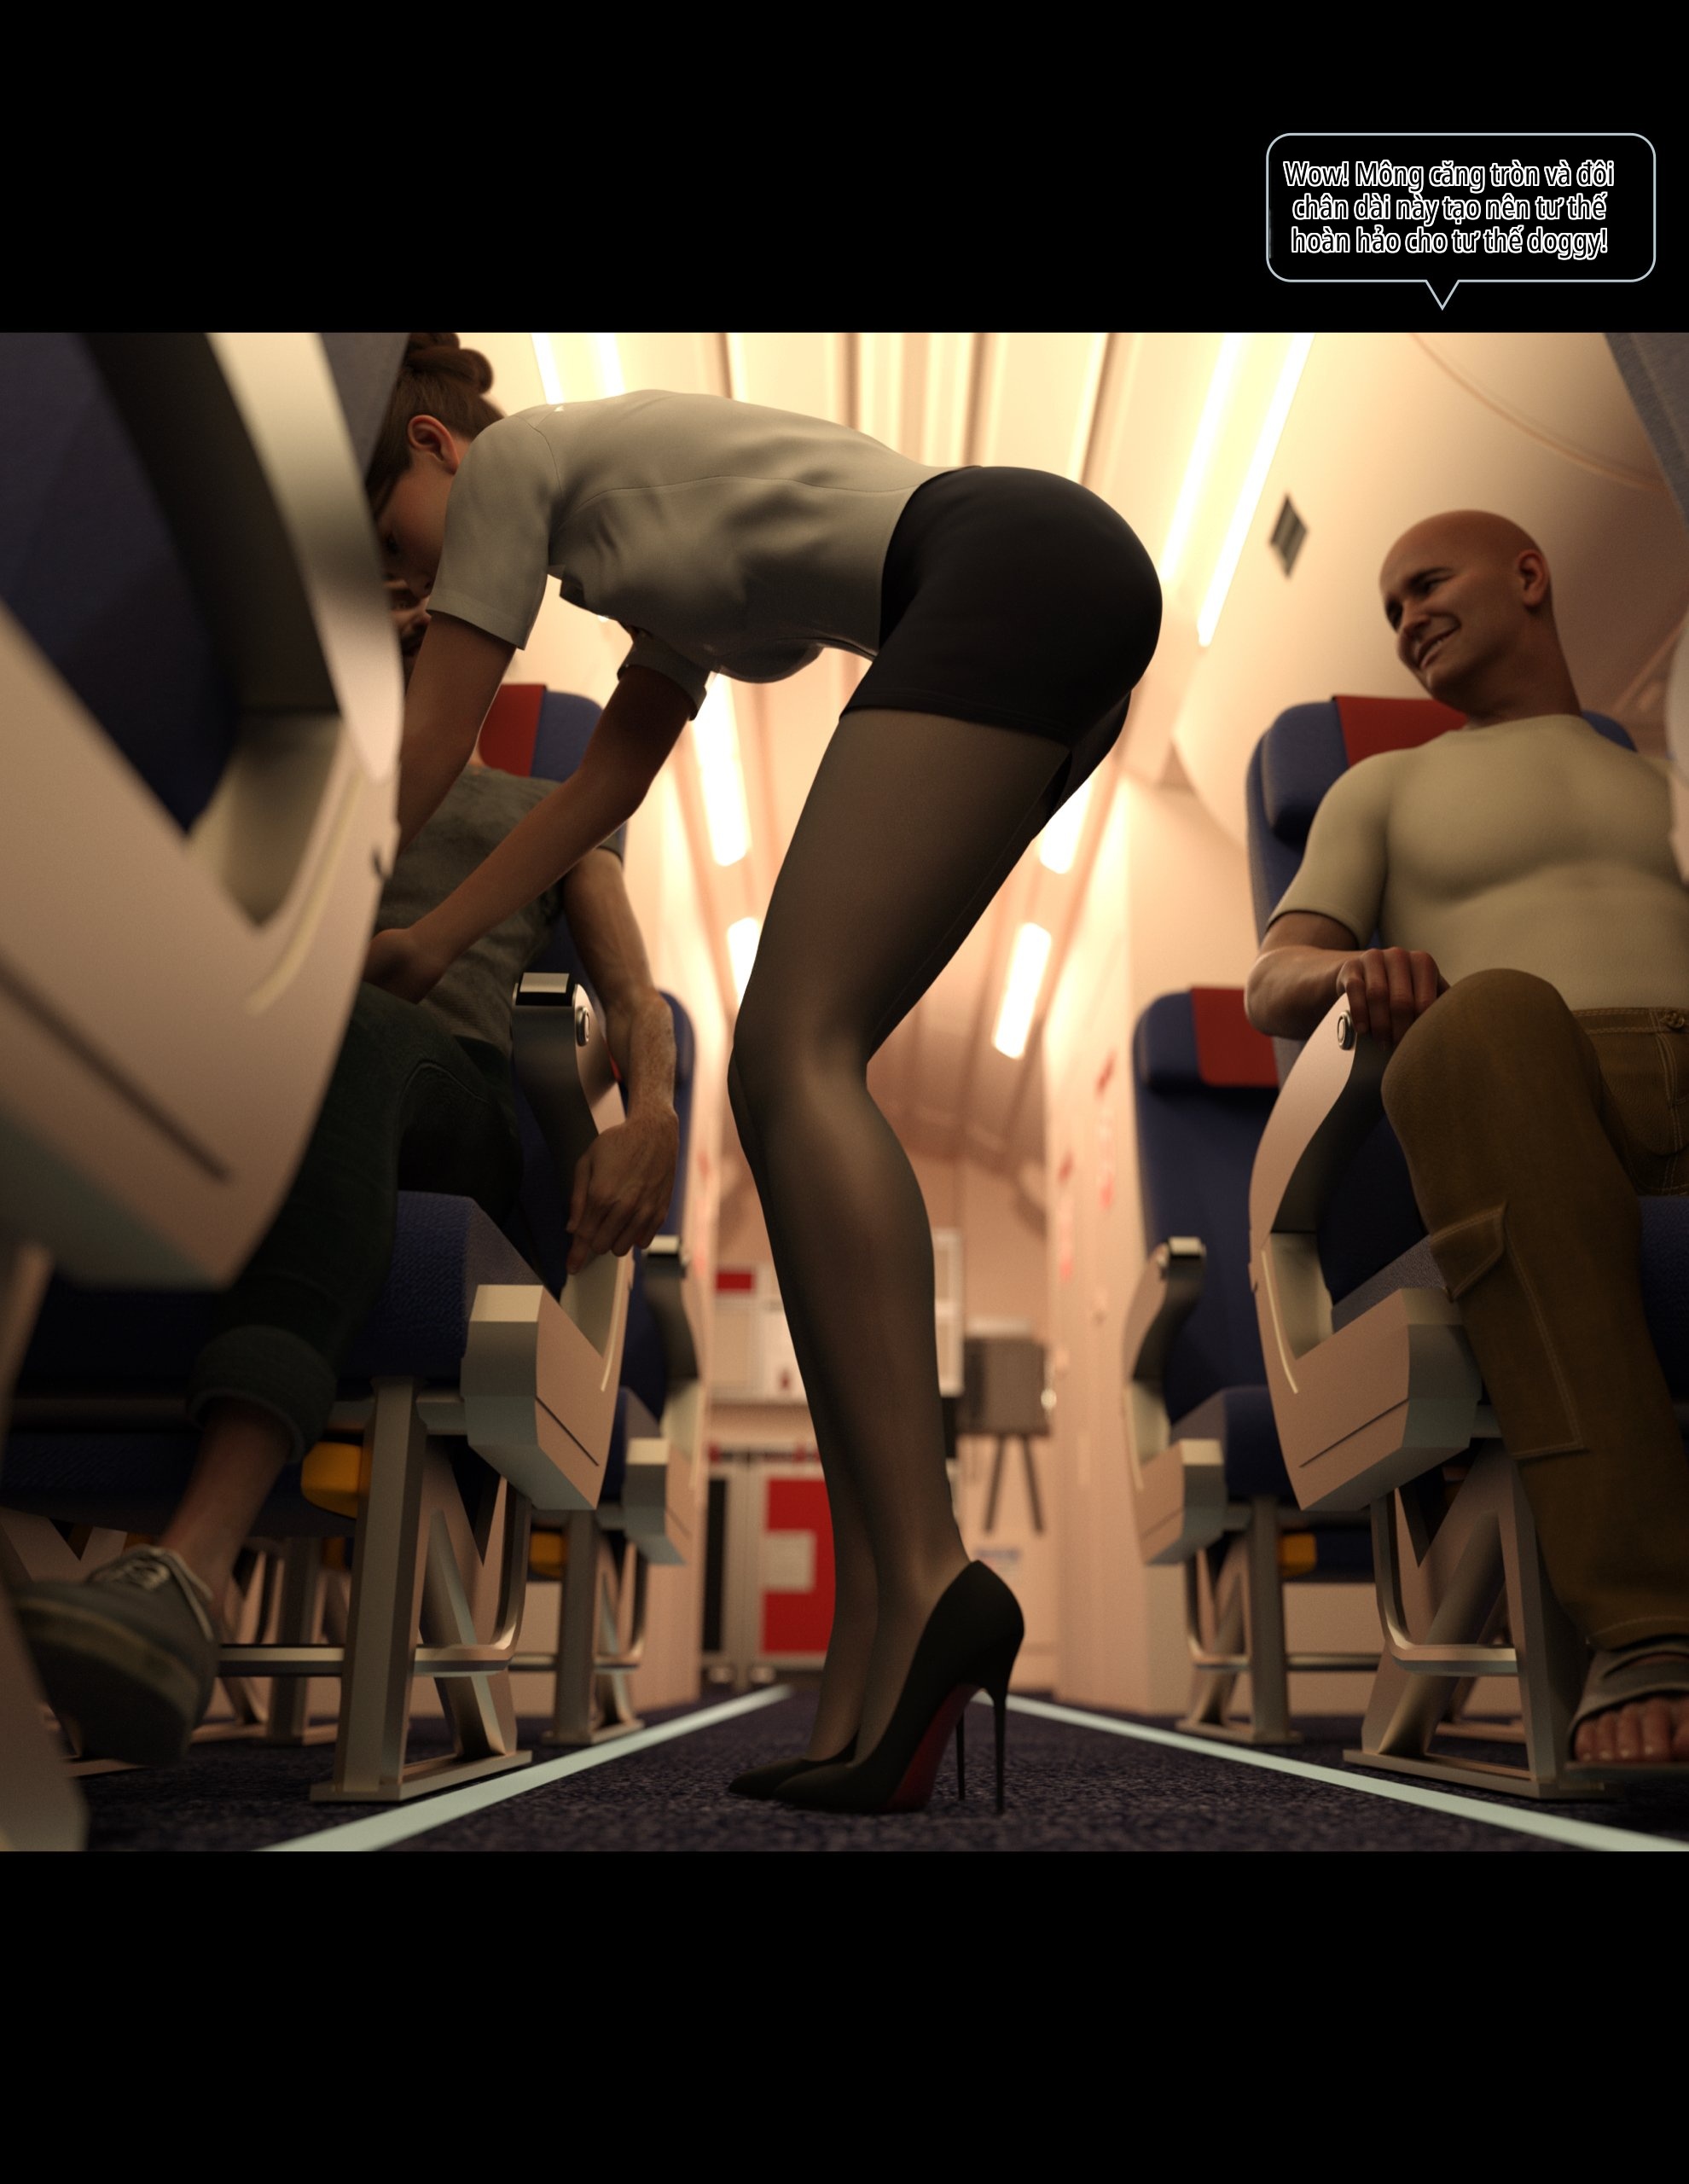 Wow! Mông căng tròn và đôi
chân dài này tạo nên tư thế
hoàn hảo cho tư thế doggy!